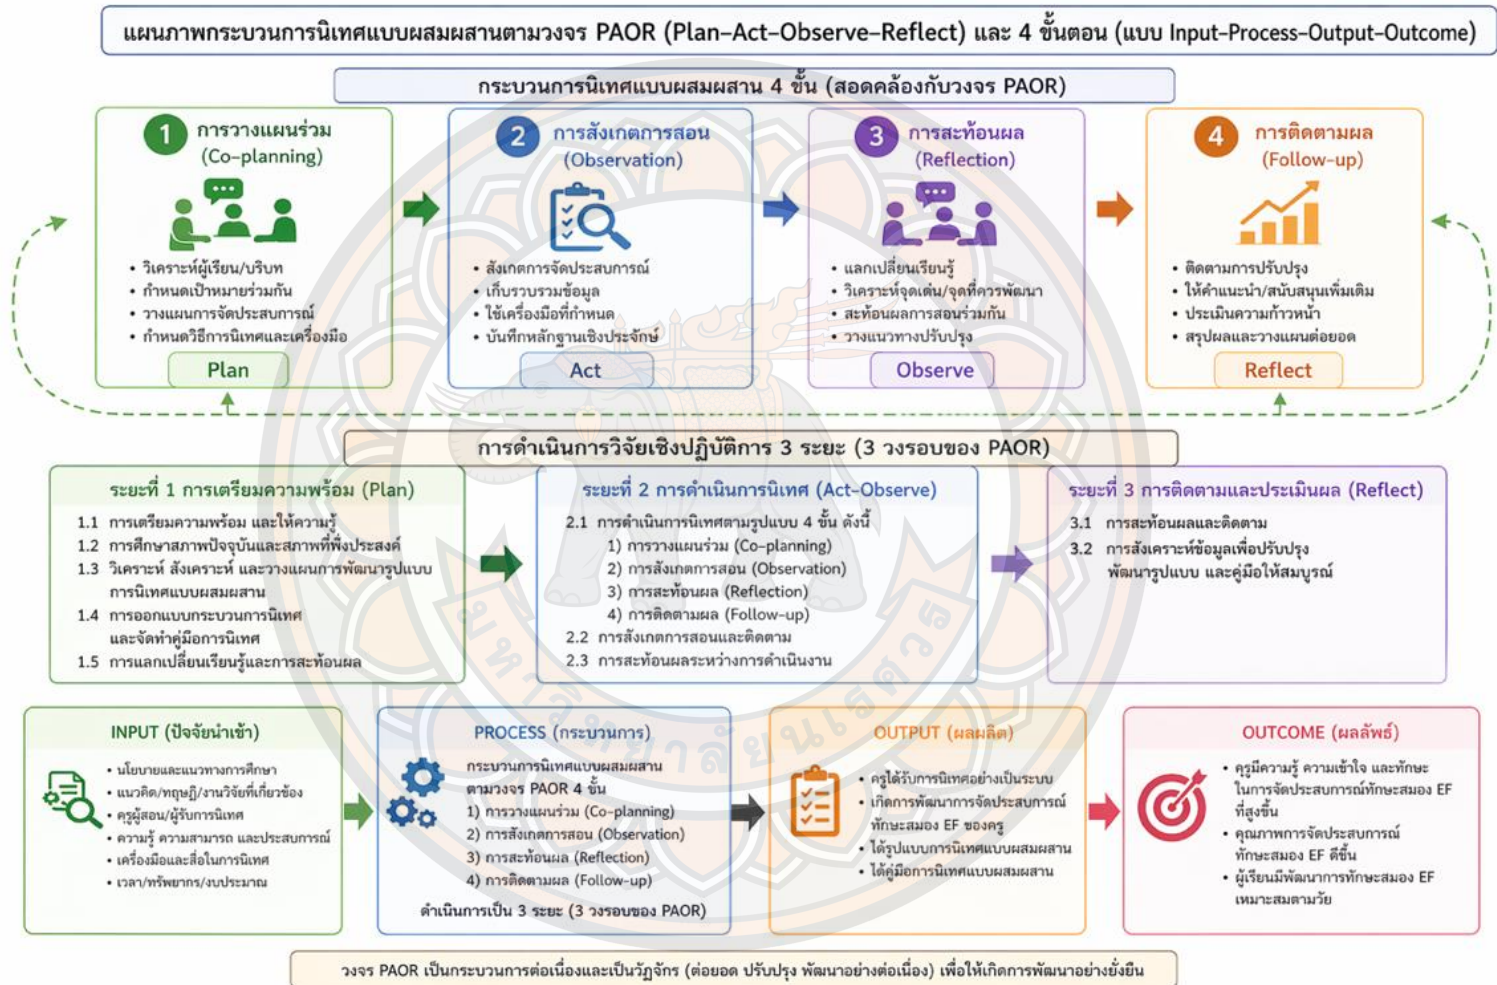 แผนภาพกระบวนการนิเทศแบบผสมผสานตามวงจร PAOR (Plan–Act–Observe–Reflect) และ 4 ขั้นตอน (แบบ Input–Process–Output–Outcome)
กระบวนการนิเทศแบบผสมผสาน 4 ขั้น (สอดคล้องกับวงจร PAOR)
1 การวางแผนร่วม
(Co-planning)
• วิเคราะห์ผู้เรียน/บริบท
• กำหนดเป้าหมายร่วมกัน
• วางแผนการจัดประสบการณ์
• กำหนดวิธีการนิเทศและเครื่องมือ
Plan
2 การสังเกตการสอน
(Observation)
• สังเกตการจัดประสบการณ์
• เก็บรวบรวมข้อมูล
• ใช้เครื่องมือที่กำหนด
• บันทึกหลักฐานเชิงประจักษ์
Act
3 การสะท้อนผล
(Reflection)
• แลกเปลี่ยนเรียนรู้
• วิเคราะห์จุดเด่น/จุดที่ควรพัฒนา
• สะท้อนผลการสอนร่วมกัน
• วางแนวทางปรับปรุง
Observe
4 การติดตามผล
(Follow-up)
• ติดตามการปรับปรุง
• ให้คำแนะนำ/สนับสนุนเพิ่มเติม
• ประเมินความก้าวหน้า
• สรุปผลและวางแผนต่อยอด
Reflect
การดำเนินการวิจัยเชิงปฏิบัติการ 3 ระยะ (3 วงรอบของ PAOR)
ระยะที่ 1 การเตรียมความพร้อม (Plan)
1.1 การเตรียมความพร้อม และให้ความรู้
1.2 การศึกษาสภาพปัจจุบันและสภาพที่พึงประสงค์
1.3 วิเคราะห์ สังเคราะห์ และวางแผนการพัฒนารูปแบบ
การนิเทศแบบผสมผสาน
1.4 การออกแบบกระบวนการนิเทศ
และจัดทำคู่มือการนิเทศ
1.5 การแลกเปลี่ยนเรียนรู้และการสะท้อนผล
ระยะที่ 2 การดำเนินการนิเทศ (Act-Observe)
2.1 การดำเนินการนิเทศตามรูปแบบ 4 ขั้น ดังนี้
1) การวางแผนร่วม (Co-planning)
2) การสังเกตการสอน (Observation)
3) การสะท้อนผล (Reflection)
4) การติดตามผล (Follow-up)
2.2 การสังเกตการสอนและติดตาม
2.3 การสะท้อนผลระหว่างการดำเนินงาน
ระยะที่ 3 การติดตามและประเมินผล (Reflect)
3.1 การสะท้อนผลและติดตาม
3.2 การสังเคราะห์ข้อมูลเพื่อปรับปรุง
พัฒนารูปแบบ และคู่มือให้สมบูรณ์
INPUT (ปัจจัยนำเข้า)
• นโยบายและแนวทางการศึกษา
• แนวคิด/ทฤษฎี/งานวิจัยที่เกี่ยวข้อง
• ครูผู้สอน/ผู้รับการนิเทศ
• ความรู้ ความสามารถ และประสบการณ์
• เครื่องมือและสื่อในการนิเทศ
• เวลา/ทรัพยากร/งบประมาณ
PROCESS (กระบวนการ)
กระบวนการนิเทศแบบผสมผสาน
ตามวงจร PAOR 4 ขั้น
1) การวางแผนร่วม (Co-planning)
2) การสังเกตการสอน (Observation)
3) การสะท้อนผล (Reflection)
4) การติดตามผล (Follow-up)
ดำเนินการเป็น 3 ระยะ (3 วงรอบของ PAOR)
OUTPUT (ผลผลิต)
• ครูได้รับการนิเทศอย่างเป็นระบบ
• เกิดการพัฒนาการจัดประสบการณ์
ทักษะสมอง EF ของครู
• ได้รูปแบบการนิเทศแบบผสมผสาน
• ได้คู่มือการนิเทศแบบผสมผสาน
OUTCOME (ผลลัพธ์)
• ครูมีความรู้ ความเข้าใจ และทักษะ
ในการจัดประสบการณ์ทักษะสมอง EF
ที่สูงขึ้น
• คุณภาพการจัดประสบการณ์
ทักษะสมอง EF ดีขึ้น
• ผู้เรียนมีพัฒนาการทักษะสมอง EF
เหมาะสมตามวัย
วงจร PAOR เป็นกระบวนการต่อเนื่องและเป็นวัฏจักร (ต่อยอด ปรับปรุง พัฒนาอย่างต่อเนื่อง) เพื่อให้เกิดการพัฒนาอย่างยั่งยืน
มหาวิทยาลัยนเรศวร